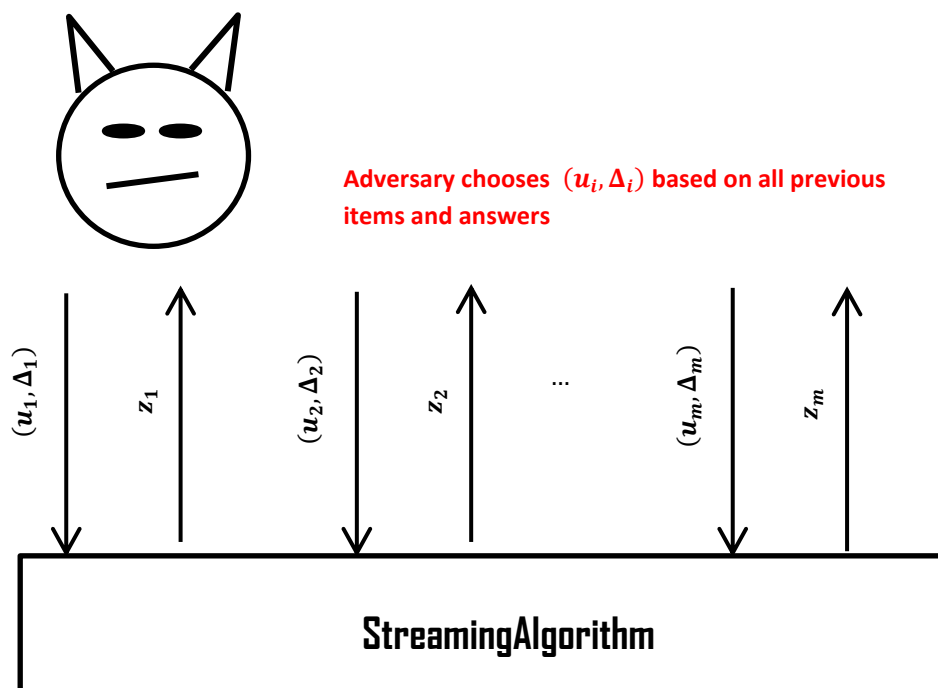 Adversary chooses (u_i, Δ_i) based on all previous
items and answers
(u_1, Δ_1)
z_1
(u_2, Δ_2)
z_2
...
(u_m, Δ_m)
z_m
StreamingAlgorithm